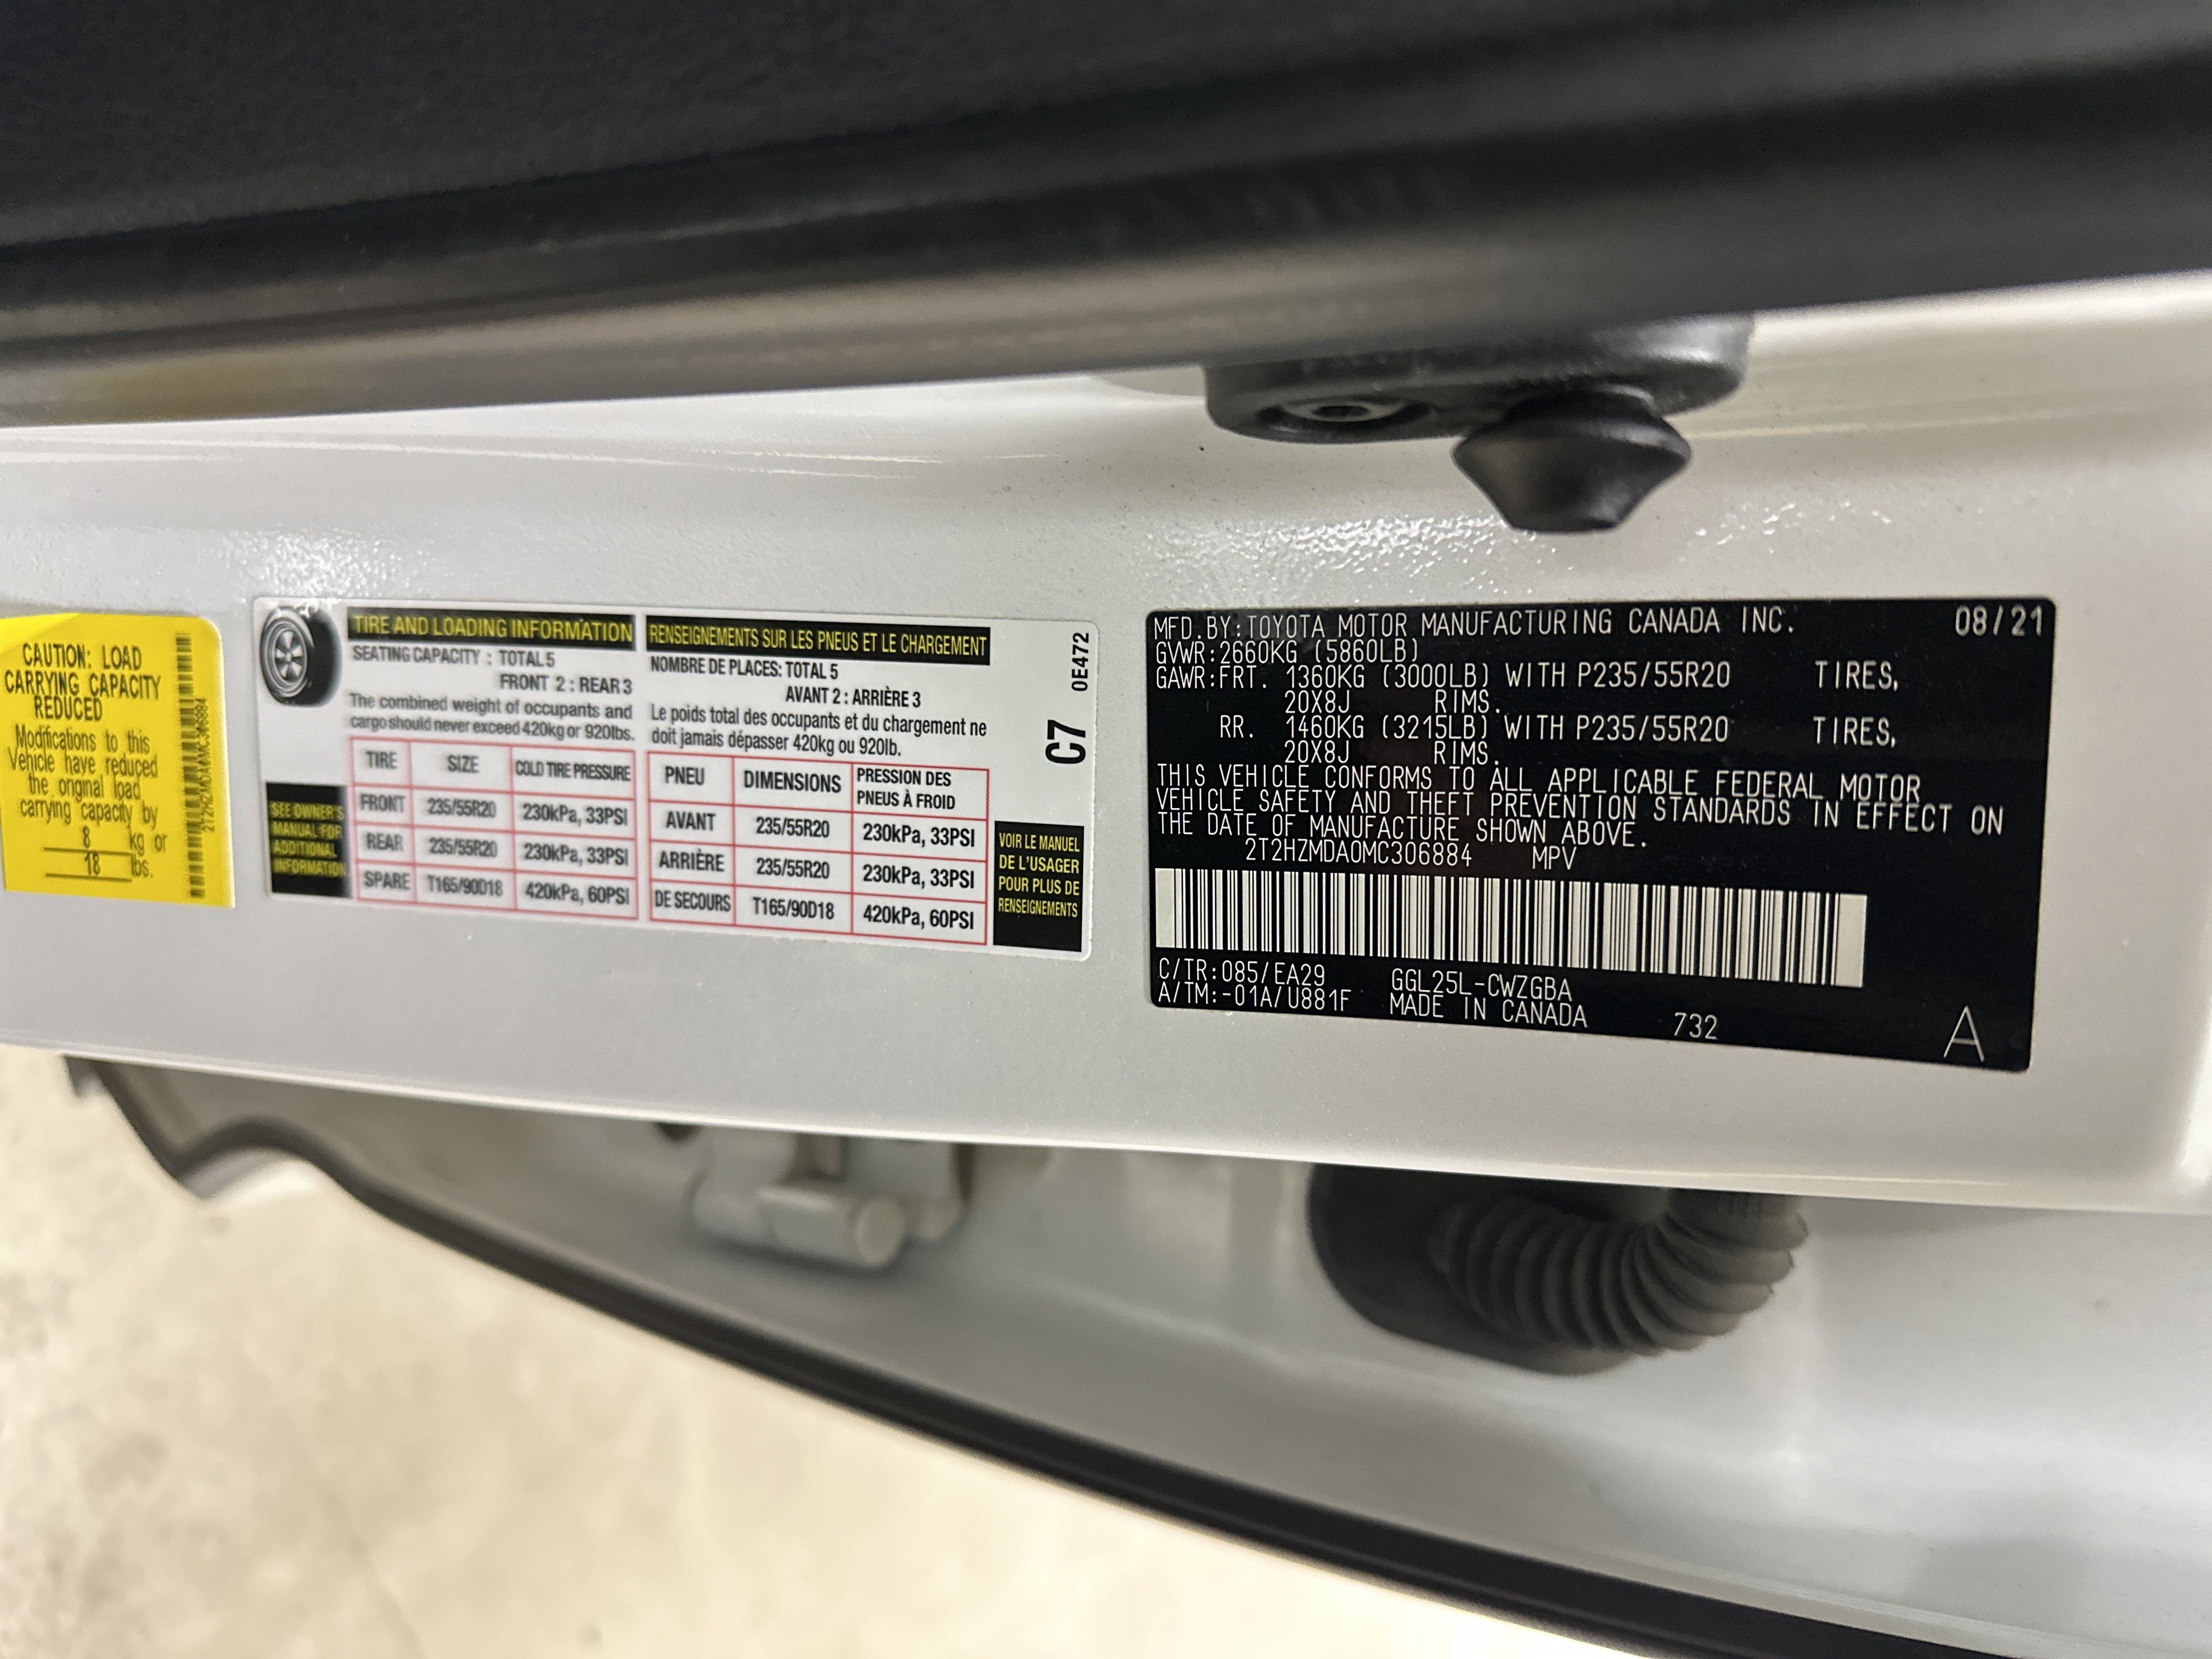 CAUTION: LOAD
CARRYING CAPACITY
REDUCED
Modifications to this
Vehicle have reduced
the original load
carrying capacity by
8 kg or
18 lbs.
2T2HZMDA0MC306884
TIRE AND LOADING INFORMATION
SEATING CAPACITY : TOTAL 5
FRONT 2 : REAR 3
The combined weight of occupants and
cargo should never exceed 420kg or 920lbs.
TIRE SIZE COLD TIRE PRESSURE
FRONT 235/55R20 230kPa, 33PSI
REAR 235/55R20 230kPa, 33PSI
SPARE T165/90D18 420kPa, 60PSI
SEE OWNER'S
MANUAL FOR
ADDITIONAL
INFORMATION
RENSEIGNEMENTS SUR LES PNEUS ET LE CHARGEMENT
NOMBRE DE PLACES: TOTAL 5
AVANT 2 : ARRIÈRE 3
Le poids total des occupants et du chargement ne
doit jamais dépasser 420kg ou 920lb.
PNEU DIMENSIONS PRESSION DES
PNEUS À FROID
AVANT 235/55R20 230kPa, 33PSI
ARRIÈRE 235/55R20 230kPa, 33PSI
DE SECOURS T165/90D18 420kPa, 60PSI
VOIR LE MANUEL
DE L'USAGER
POUR PLUS DE
RENSEIGNEMENTS
C7 0E472
MFD.BY:TOYOTA MOTOR MANUFACTURING CANADA INC. 08/21
GVWR:2660KG (5860LB)
GAWR:FRT. 1360KG (3000LB) WITH P235/55R20 TIRES,
20X8J RIMS.
RR. 1460KG (3215LB) WITH P235/55R20 TIRES,
20X8J RIMS.
THIS VEHICLE CONFORMS TO ALL APPLICABLE FEDERAL MOTOR
VEHICLE SAFETY AND THEFT PREVENTION STANDARDS IN EFFECT ON
THE DATE OF MANUFACTURE SHOWN ABOVE.
2T2HZMDA0MC306884 MPV
C/TR:085/EA29 GGL25L-CWZGBA
A/TM:-01A/U881F MADE IN CANADA 732 A